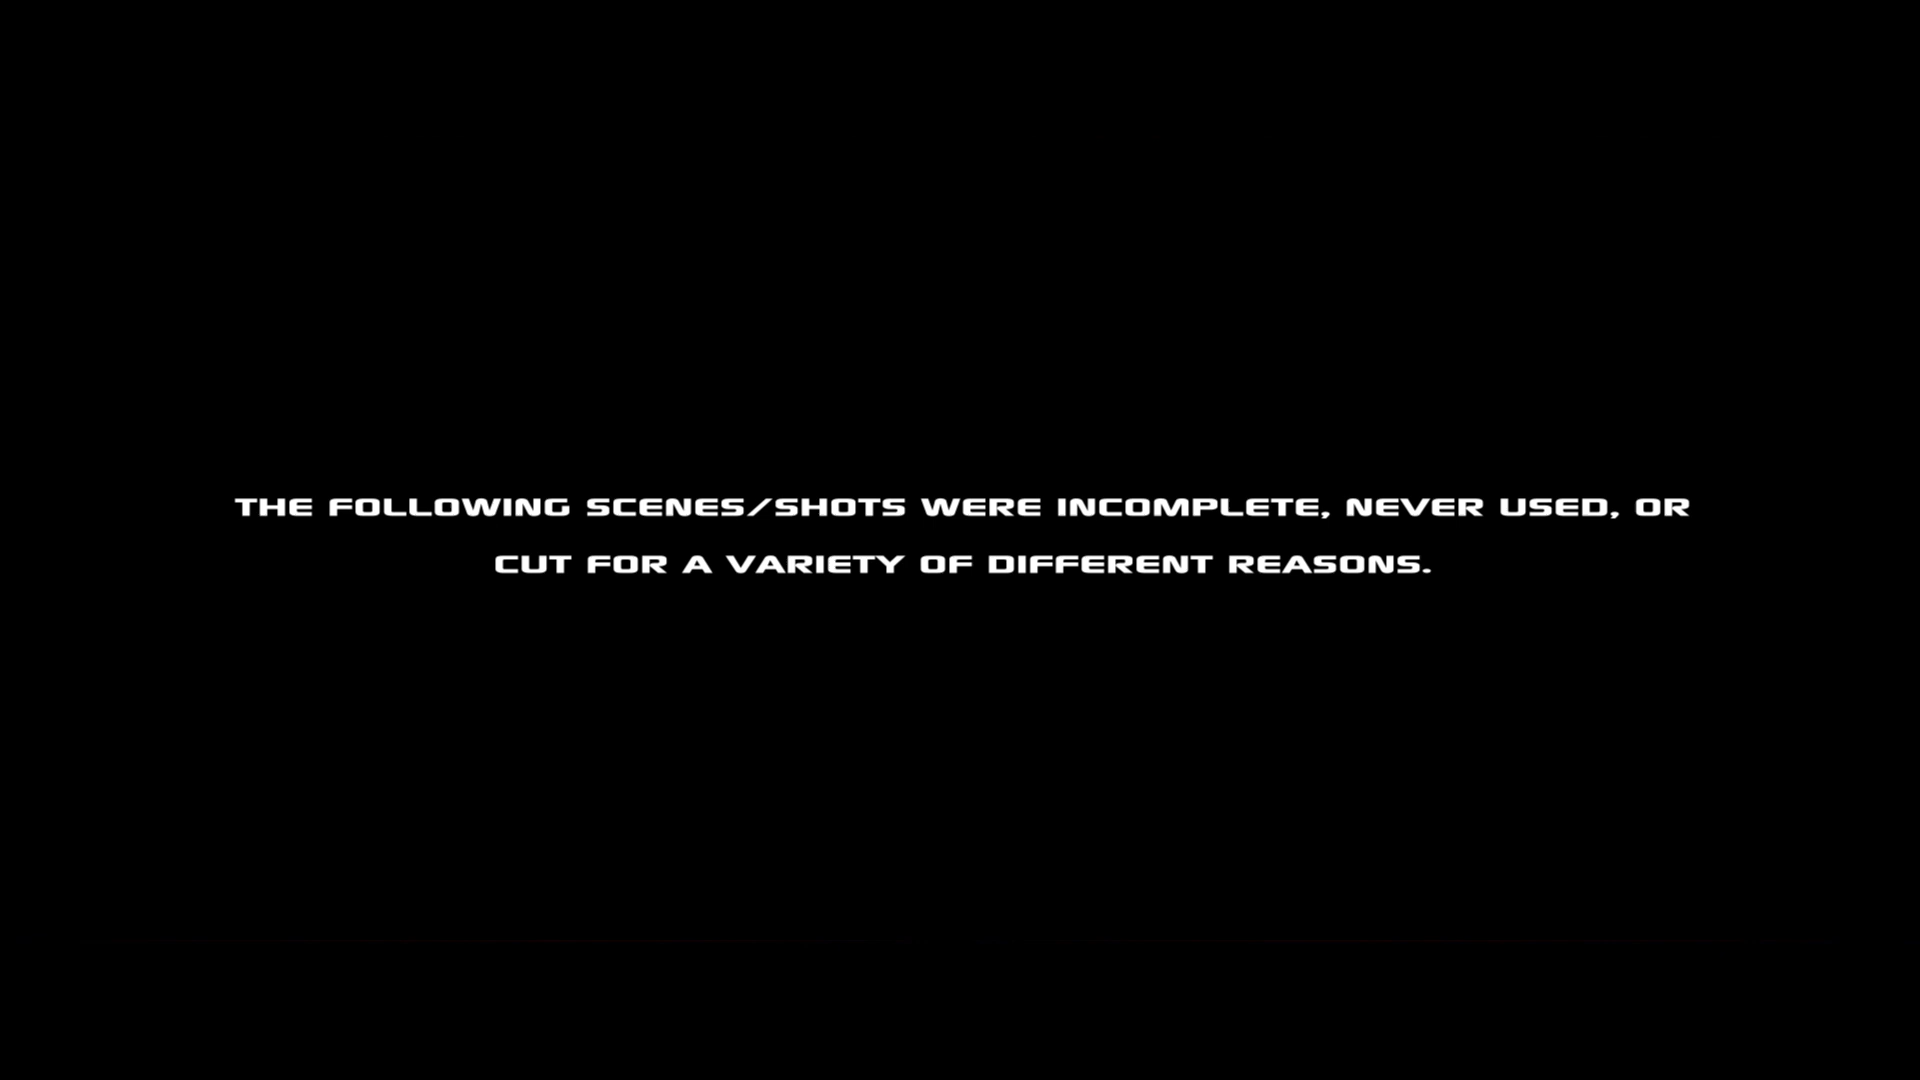 THE FOLLOWING SCENES/SHOTS WERE INCOMPLETE, NEVER USED, OR
CUT FOR A VARIETY OF DIFFERENT REASONS.